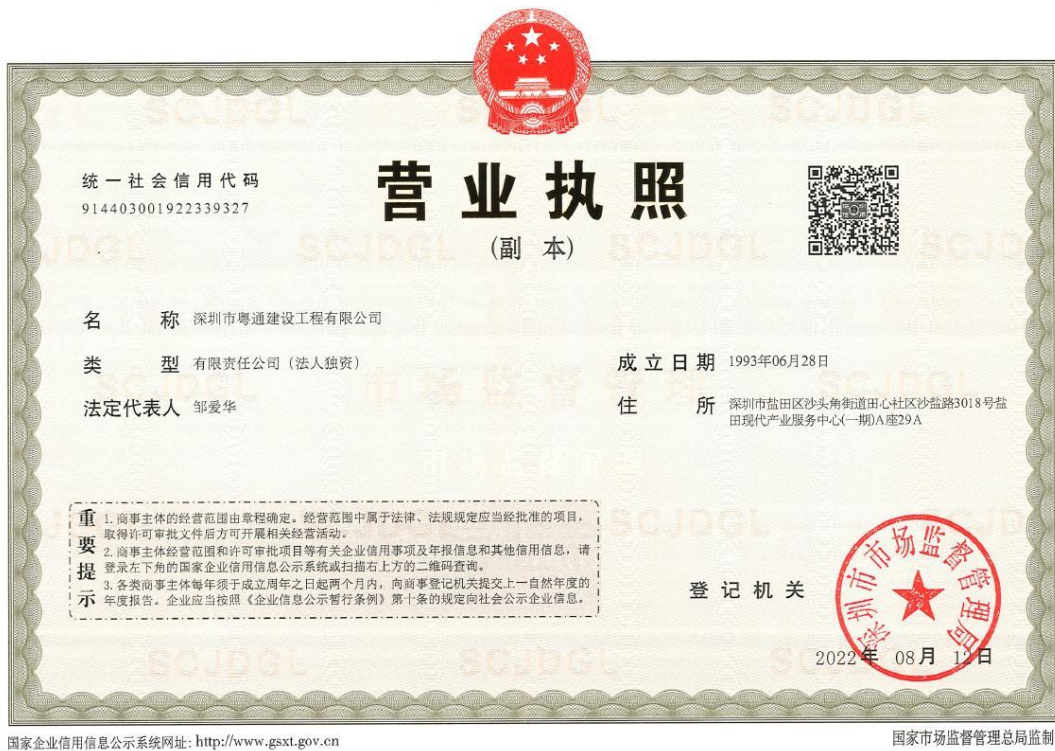 统一社会信用代码
914403001922339327
营业执照
(副 本)
名 称 深圳市粤通建设工程有限公司
类 型 有限责任公司（法人独资）
成立日期 1993年06月28日
法定代表人 邹爱华
住 所 深圳市盐田区沙头角街道田心社区沙盐路3018号盐
田现代产业服务中心(一期)A座29A
重要提示
1. 商事主体的经营范围由章程确定。经营范围中属于法律、法规规定应当经批准的项目，
取得许可审批文件后方可开展相关经营活动。
2. 商事主体经营范围和许可审批项目等有关企业信用事项及年报信息和其他信用信息，请
登录左下角的国家企业信用信息公示系统或扫描右上方的二维码查询。
3. 各类商事主体每年须于成立周年之日起两个月内，向商事登记机关提交上一自然年度的
年度报告。企业应当按照《企业信息公示暂行条例》第十条的规定向社会公示企业信息。
登记机关
深圳市市场监督管理局
2022年 08月 12日
国家企业信用信息公示系统网址: http://www.gsxt.gov.cn
国家市场监督管理总局监制
SCJDGL
市场监督管理